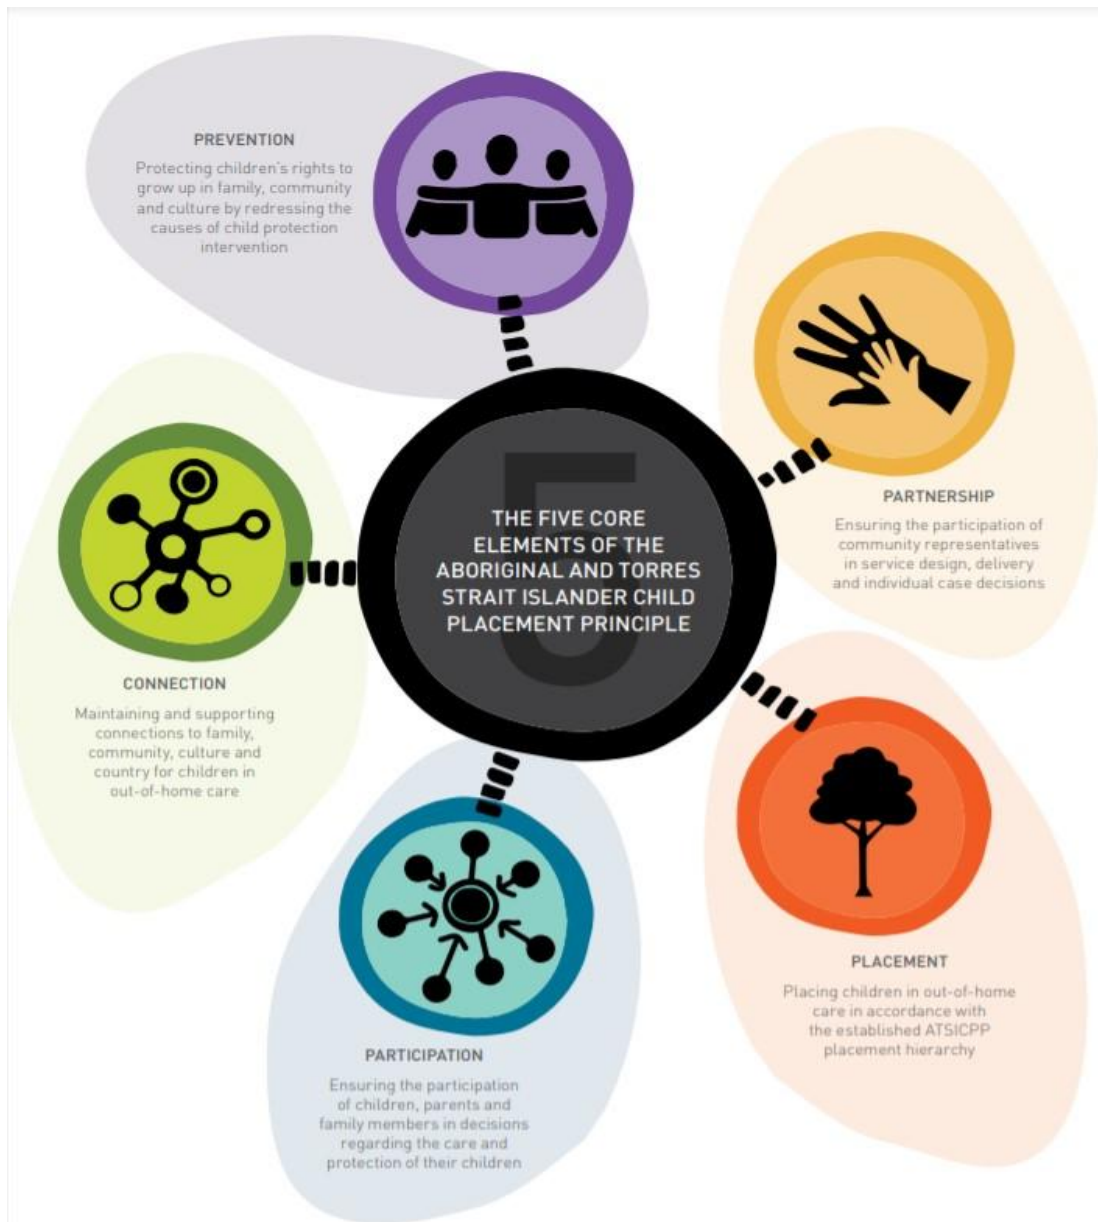 PREVENTION
Protecting children's rights to
grow up in family, community
and culture by redressing the
causes of child protection
intervention
PARTNERSHIP
Ensuring the participation of
community representatives
in service design, delivery
and individual case decisions
5
THE FIVE CORE
ELEMENTS OF THE
ABORIGINAL AND TORRES
STRAIT ISLANDER CHILD
PLACEMENT PRINCIPLE
CONNECTION
Maintaining and supporting
connections to family,
community, culture and
country for children in
out-of-home care
PLACEMENT
Placing children in out-of-home
care in accordance with
the established ATSICPP
placement hierarchy
PARTICIPATION
Ensuring the participation
of children, parents and
family members in decisions
regarding the care and
protection of their children